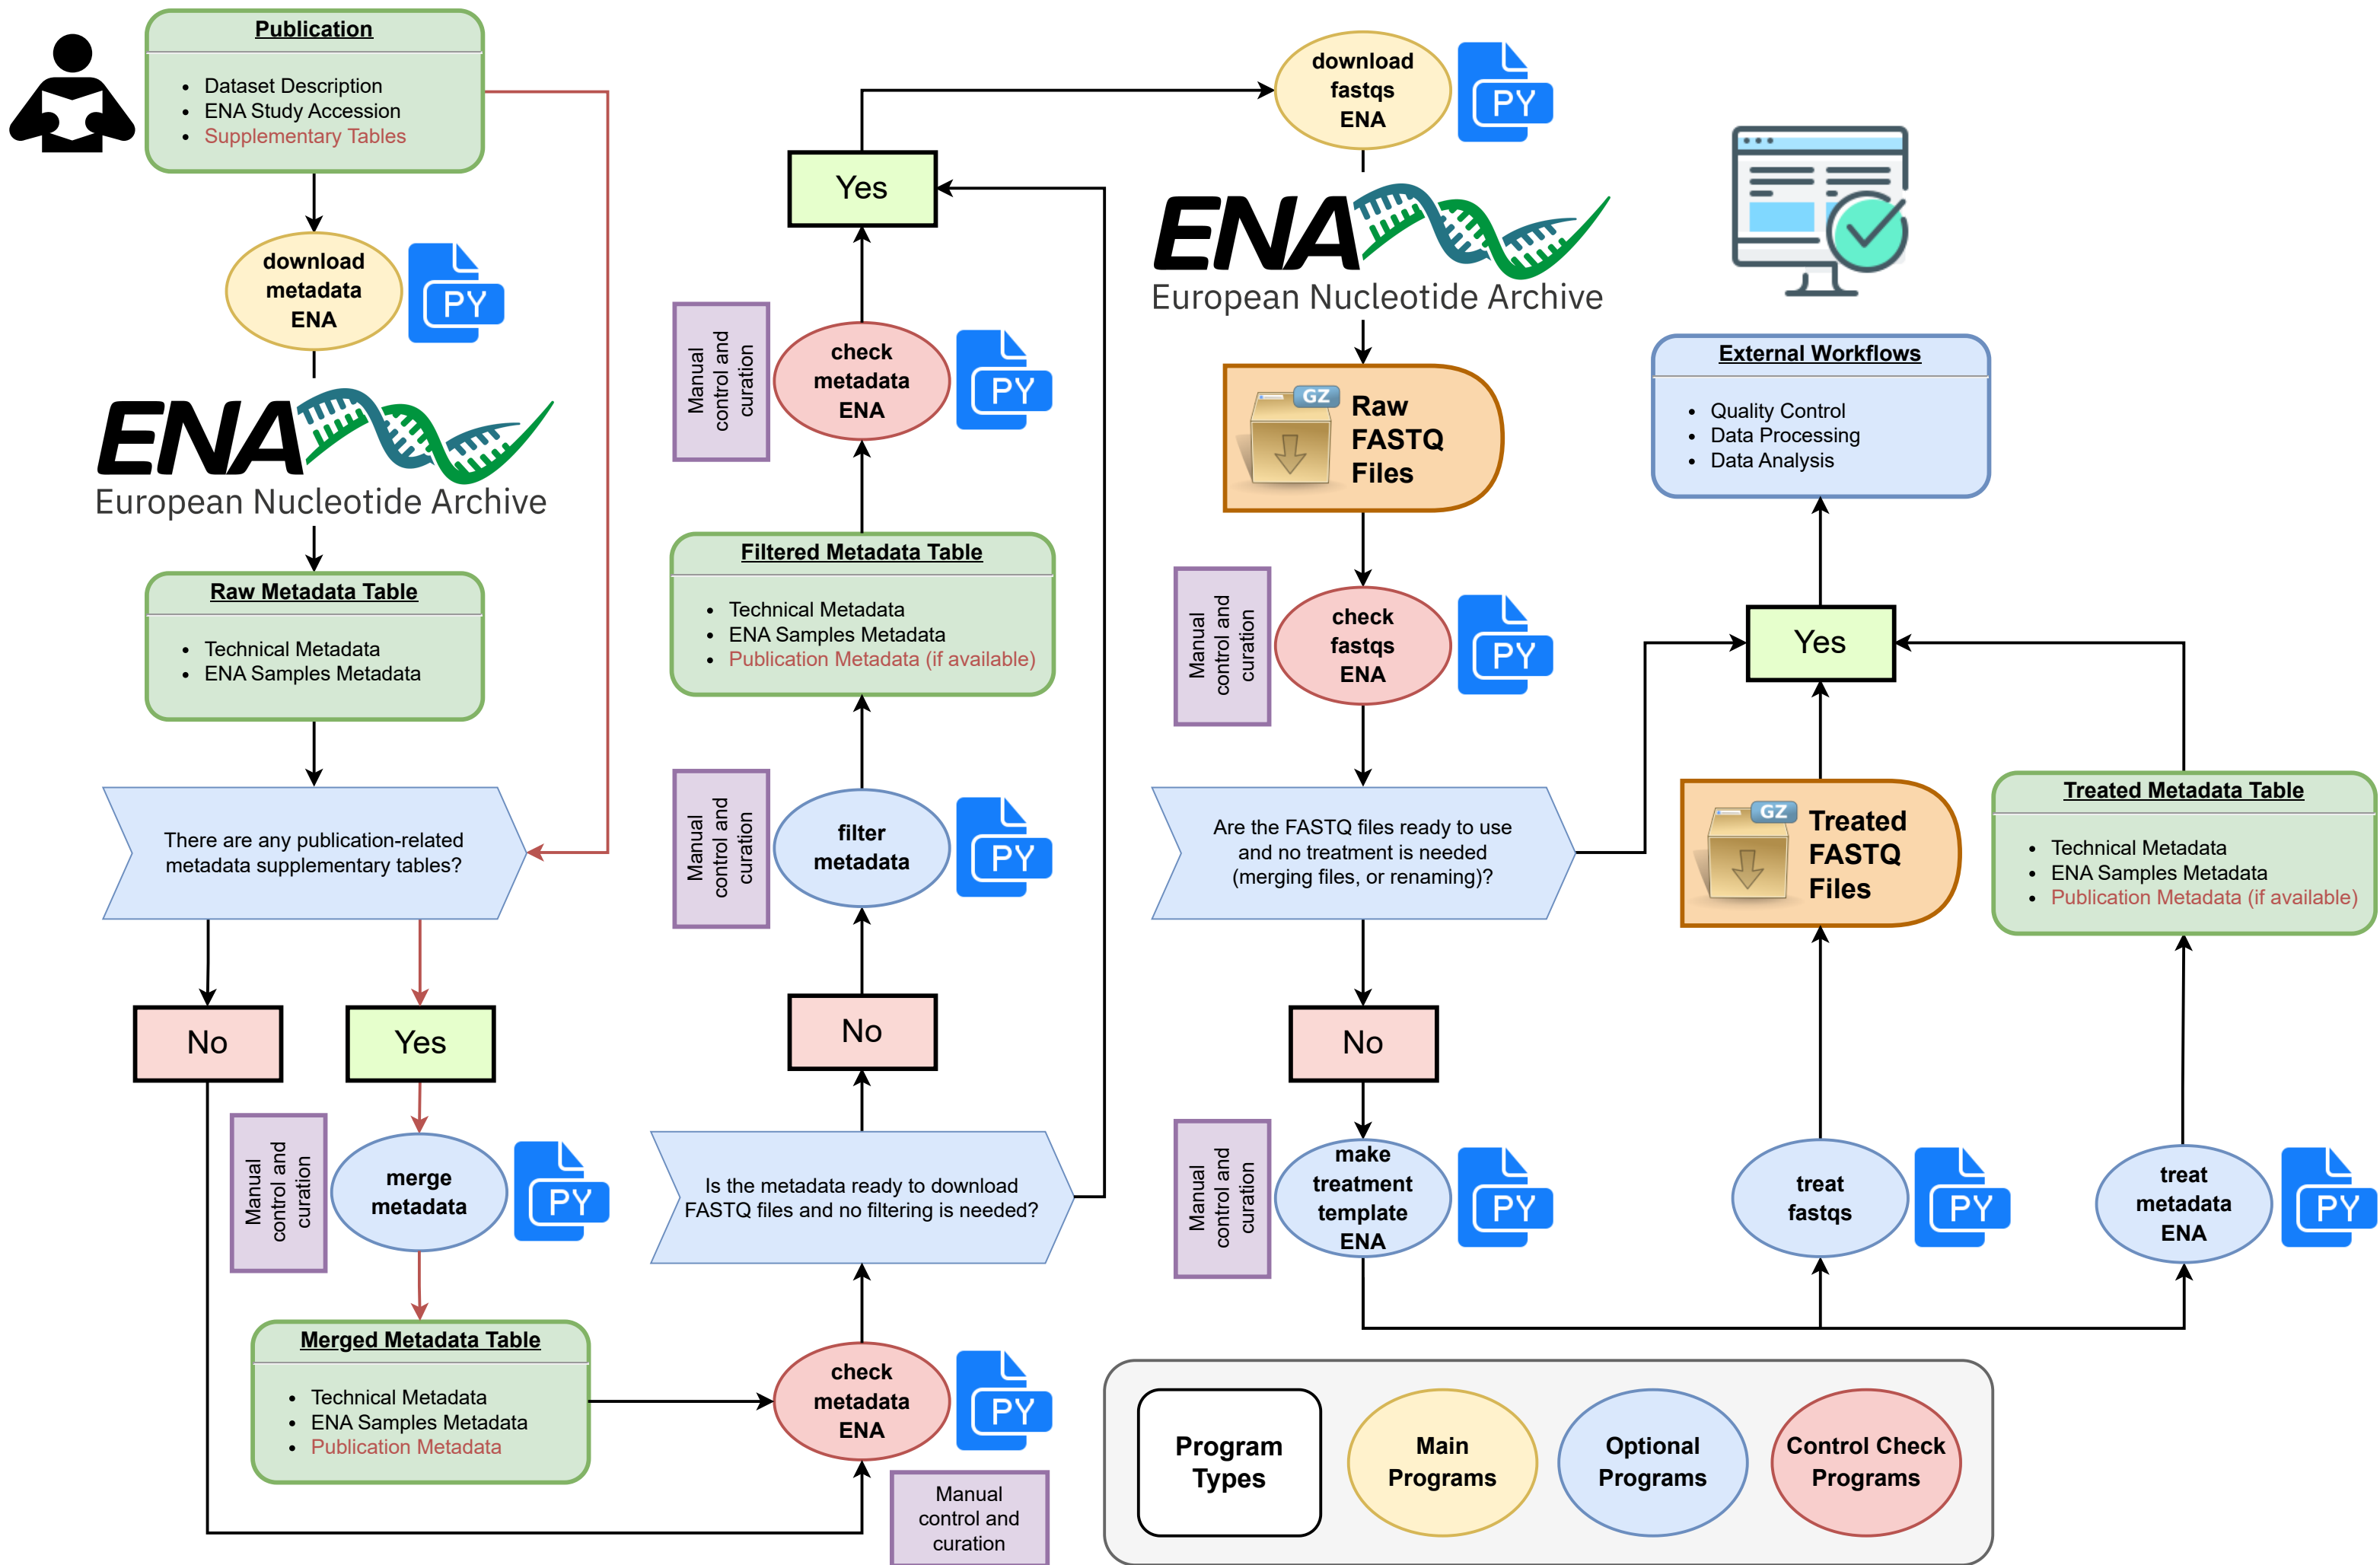 Publication
Dataset Description
ENA Study Accession
Supplementary Tables
download
metadata
ENA
PY
ENA
European Nucleotide Archive
Raw Metadata Table
Technical Metadata
ENA Samples Metadata
There are any publication-related
metadata supplementary tables?
No
Yes
Manual
control and
curation
merge
metadata
PY
Merged Metadata Table
Technical Metadata
ENA Samples Metadata
Publication Metadata
check
metadata
ENA
PY
Manual
control and
curation
Is the metadata ready to download
FASTQ files and no filtering is needed?
No
Manual
control and
curation
filter
metadata
PY
Filtered Metadata Table
Technical Metadata
ENA Samples Metadata
Publication Metadata (if available)
Manual
control and
curation
check
metadata
ENA
PY
Yes
download
fastqs
ENA
PY
ENA
European Nucleotide Archive
GZ
Raw
FASTQ
Files
Manual
control and
curation
check
fastqs
ENA
PY
Are the FASTQ files ready to use
and no treatment is needed
(merging files, or renaming)?
No
Manual
control and
curation
make
treatment
template
ENA
PY
treat
fastqs
PY
treat
metadata
ENA
PY
GZ
Treated
FASTQ
Files
Treated Metadata Table
Technical Metadata
ENA Samples Metadata
Publication Metadata (if available)
Yes
External Workflows
Quality Control
Data Processing
Data Analysis
Program
Types
Main
Programs
Optional
Programs
Control Check
Programs